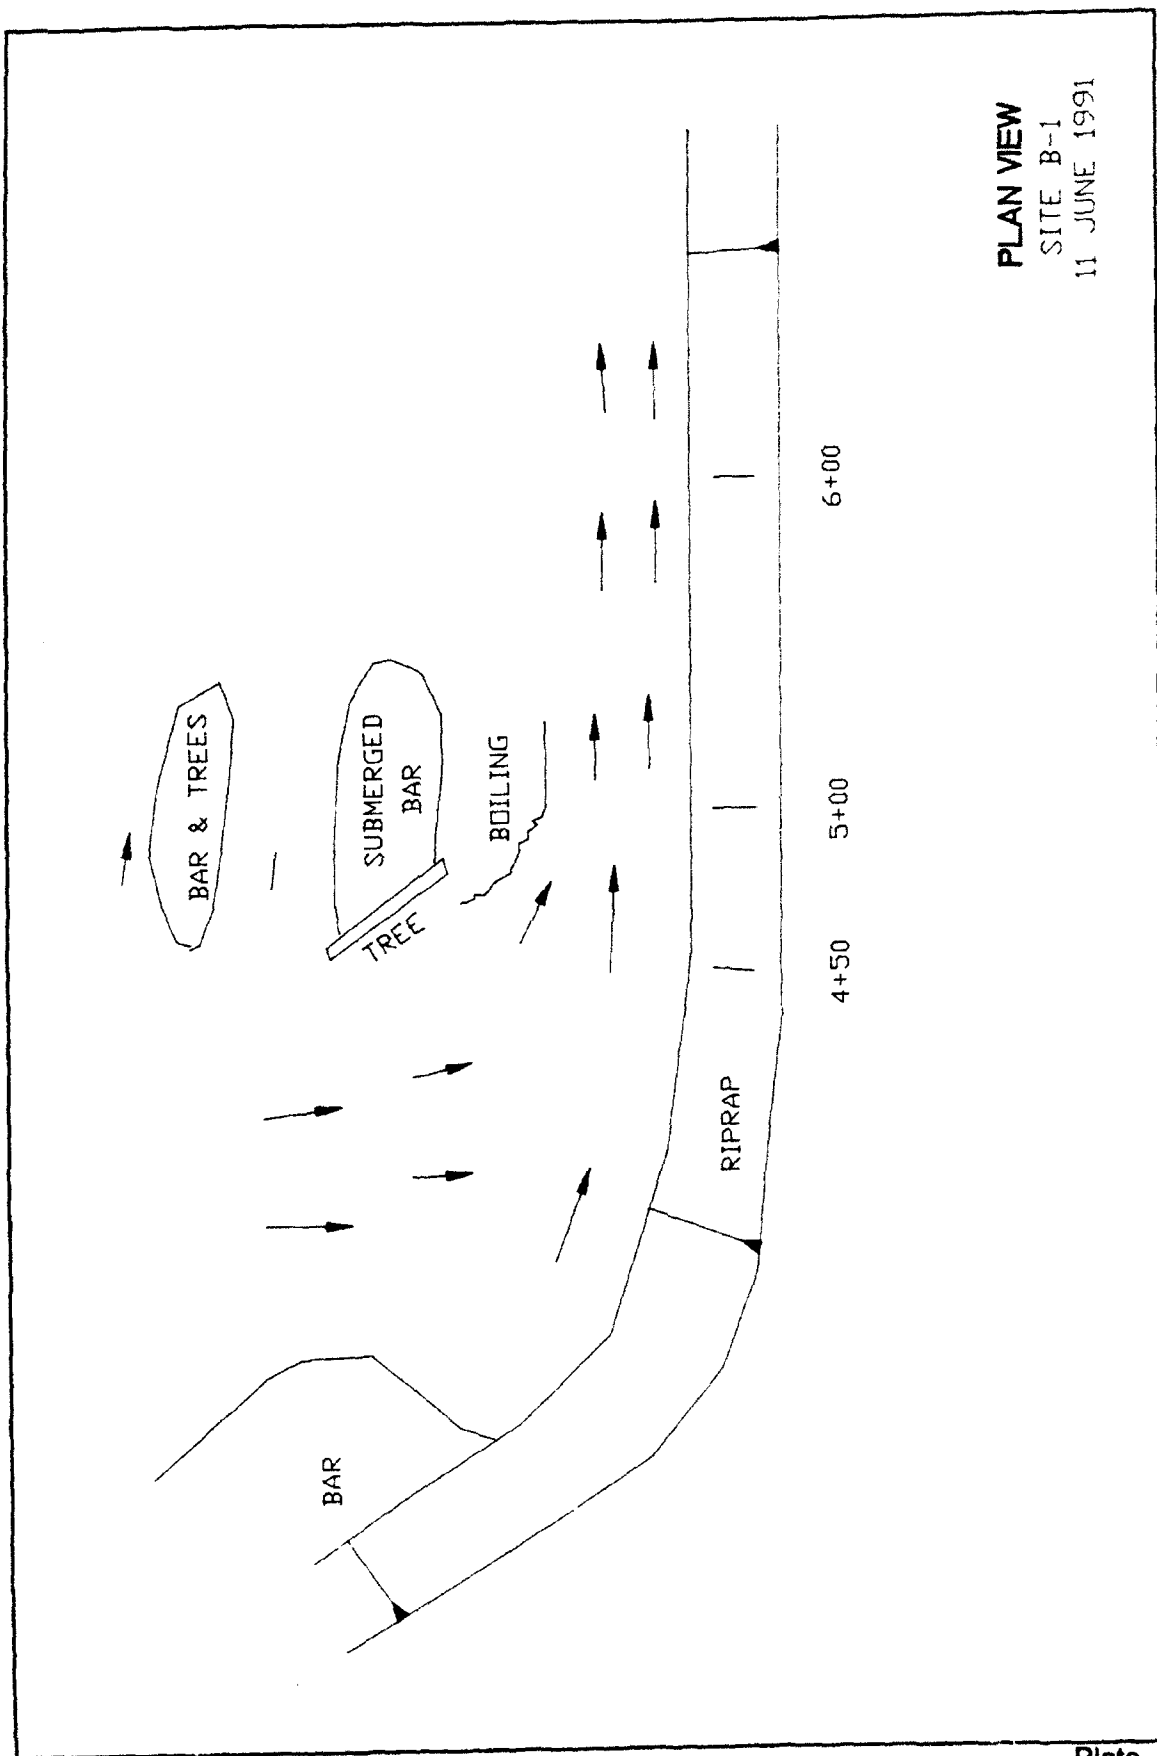 BAR & TREES
SUBMERGED
BAR
TREE
BOILING
BAR
RIPRAP
4+50
5+00
6+00
PLAN VIEW
SITE B-1
11 JUNE 1991
Plate